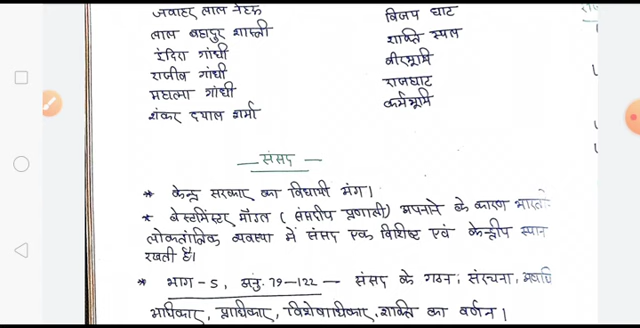 जवाहर लाल नेहरू
विजय घाट
लाल बहादुर शास्त्री
शक्ति स्थल
इंदिरा गांधी
वीरभूमि
राजीव गांधी
राजघाट
महात्मा गांधी
कर्मभूमि
शंकर दयाल शर्मा
संसद
* केन्द्र सरकार का विधायी अंग।
* वेस्टमिंस्टर मॉडल (संसदीय प्रणाली) अपनाने के कारण भारतीय
लोकतांत्रिक व्यवस्था में संसद एक विशिष्ट एवं केन्द्रीय स्थान
रखती है।
* भाग-5, अनु. 79-122 - संसद के गठन, संरचना, अवधि
अधिकार, प्राधिकार, विशेषाधिकार, शक्ति का वर्णन।